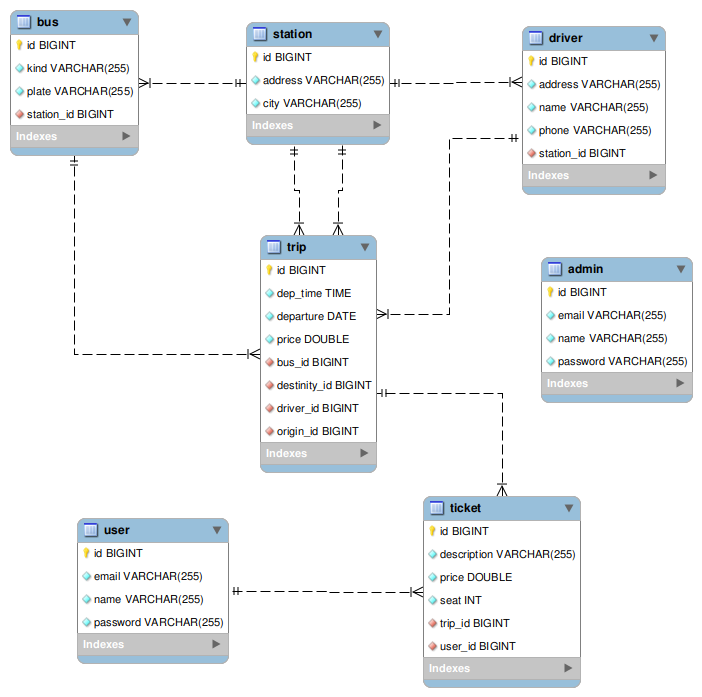 bus
id BIGINT
kind VARCHAR(255)
plate VARCHAR(255)
station_id BIGINT
Indexes
station
id BIGINT
address VARCHAR(255)
city VARCHAR(255)
Indexes
driver
id BIGINT
address VARCHAR(255)
name VARCHAR(255)
phone VARCHAR(255)
station_id BIGINT
Indexes
trip
id BIGINT
dep_time TIME
departure DATE
price DOUBLE
bus_id BIGINT
destinity_id BIGINT
driver_id BIGINT
origin_id BIGINT
Indexes
admin
id BIGINT
email VARCHAR(255)
name VARCHAR(255)
password VARCHAR(255)
Indexes
user
id BIGINT
email VARCHAR(255)
name VARCHAR(255)
password VARCHAR(255)
Indexes
ticket
id BIGINT
description VARCHAR(255)
price DOUBLE
seat INT
trip_id BIGINT
user_id BIGINT
Indexes